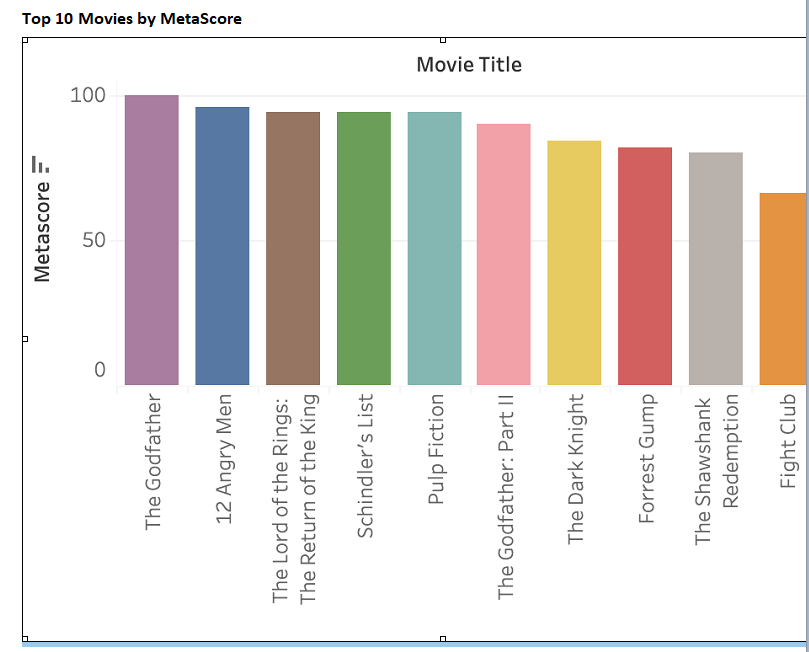 Top 10 Movies by MetaScore
Movie Title
100
50
0
Metascore
The Godfather
12 Angry Men
The Lord of the Rings:
The Return of the King
Schindler's List
Pulp Fiction
The Godfather: Part II
The Dark Knight
Forrest Gump
The Shawshank
Redemption
Fight Club